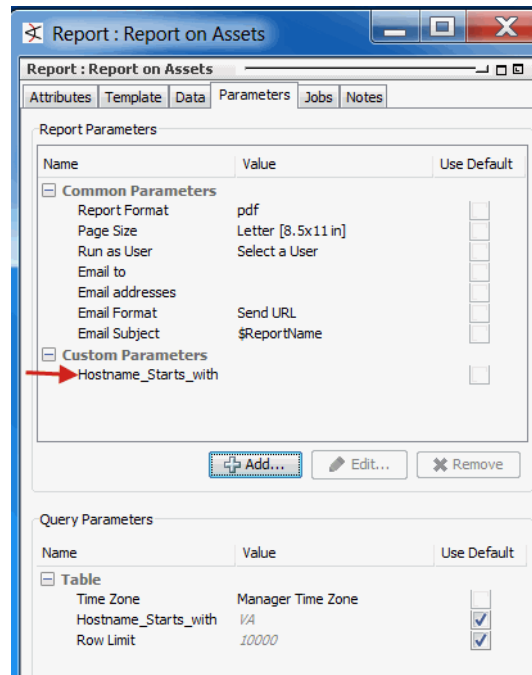 Report : Report on Assets
Report : Report on Assets
Attributes Template Data Parameters Jobs Notes
Report Parameters
Name Value Use Default
Common Parameters
Report Format pdf
Page Size Letter [8.5x11 in]
Run as User Select a User
Email to
Email addresses
Email Format Send URL
Email Subject $ReportName
Custom Parameters
Hostname_Starts_with
Add... Edit... Remove
Query Parameters
Name Value Use Default
Table
Time Zone Manager Time Zone
Hostname_Starts_with VA
Row Limit 10000